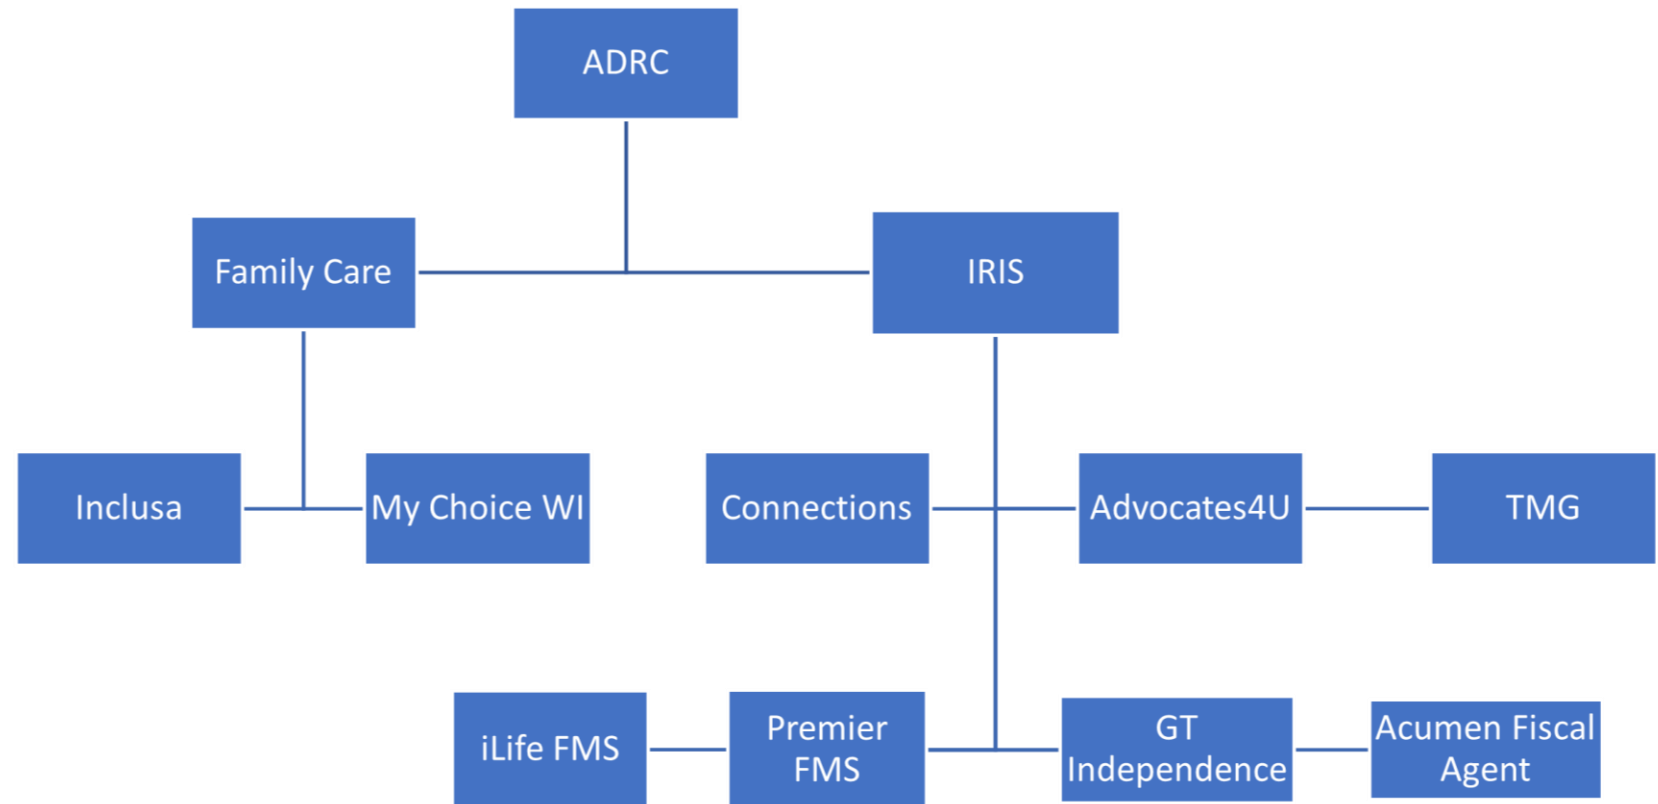 ADRC
Family Care
IRIS
Inclusa
My Choice WI
Connections
Advocates4U
TMG
iLife FMS
Premier
FMS
GT
Independence
Acumen Fiscal
Agent